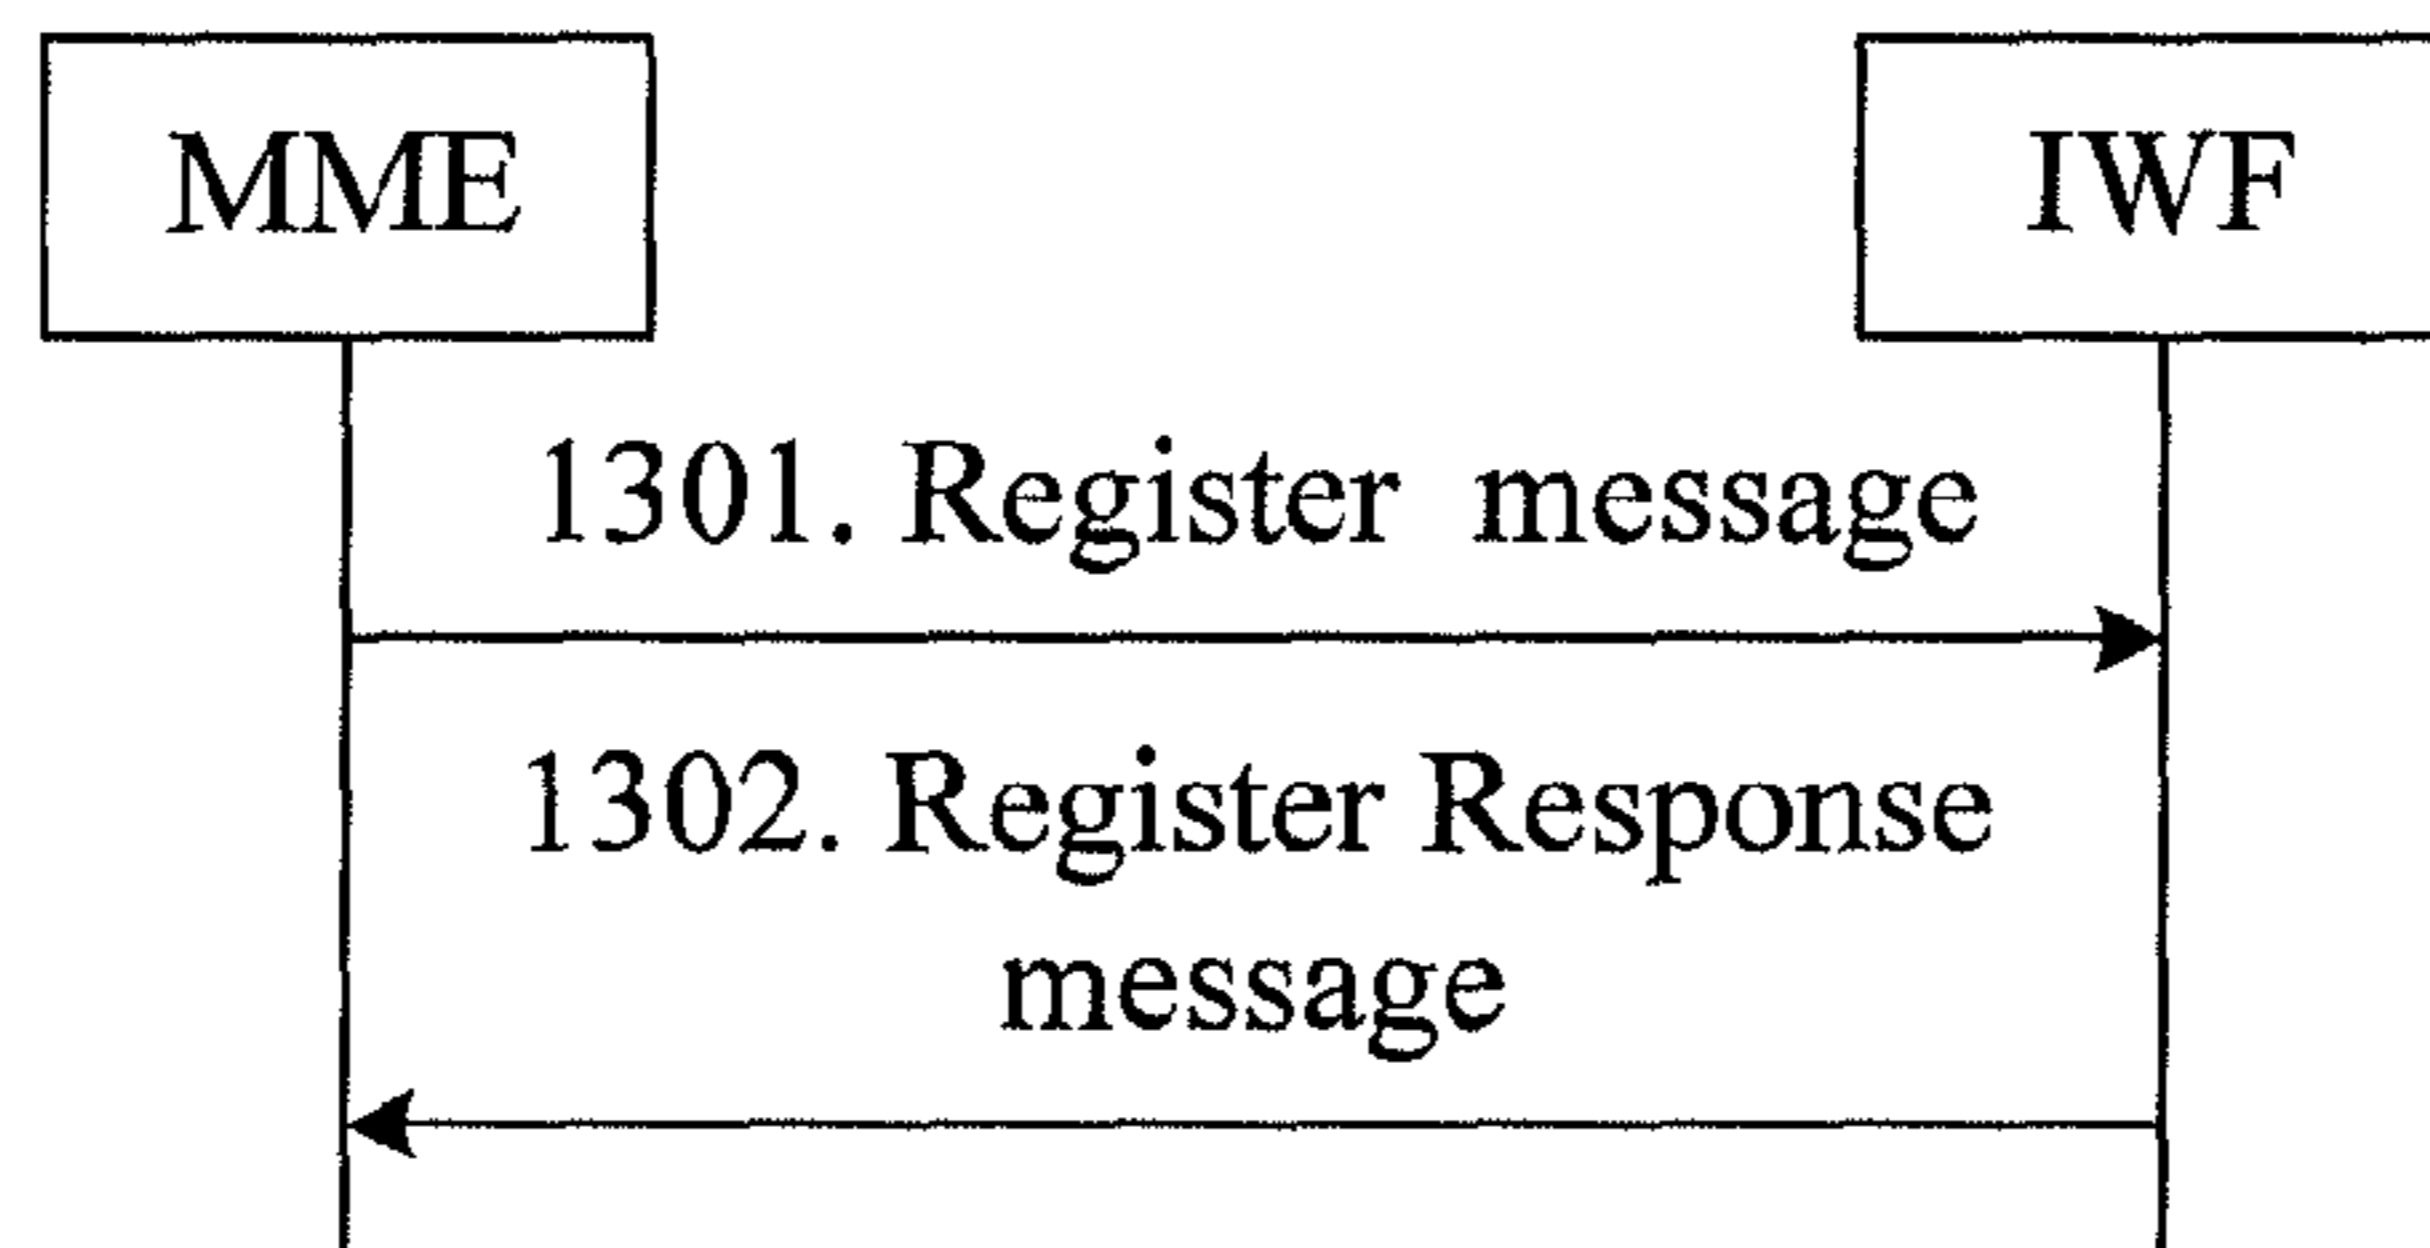 MME
IWF
1301. Register message
1302. Register Response
message